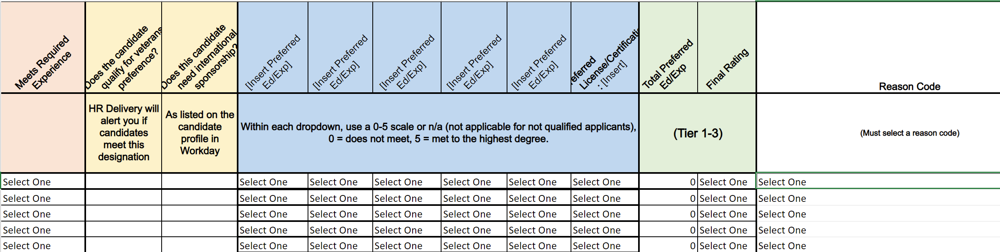 Meets Required
Experience
Does the candidate
qualify for veterans
preference?
Does this candidate
need international
sponsorship?
[Insert Preferred
Ed/Exp]
[Insert Preferred
Ed/Exp]
[Insert Preferred
Ed/Exp]
[Insert Preferred
Ed/Exp]
[Insert Preferred
Ed/Exp]
eferred
License/Certificati
: [Insert]
Total Preferred
Ed/Exp
Final Rating
Reason Code
HR Delivery will
alert you if
candidates
meet this
designation
As listed on the
candidate
profile in
Workday
Within each dropdown, use a 0-5 scale or n/a (not applicable for not qualified applicants),
0 = does not meet, 5 = met to the highest degree.
(Tier 1-3)
(Must select a reason code)
Select One Select One Select One Select One Select One Select One Select One 0 Select One Select One
Select One Select One Select One Select One Select One Select One Select One 0 Select One Select One
Select One Select One Select One Select One Select One Select One Select One 0 Select One Select One
Select One Select One Select One Select One Select One Select One Select One 0 Select One Select One
Select One Select One Select One Select One Select One Select One Select One 0 Select One Select One